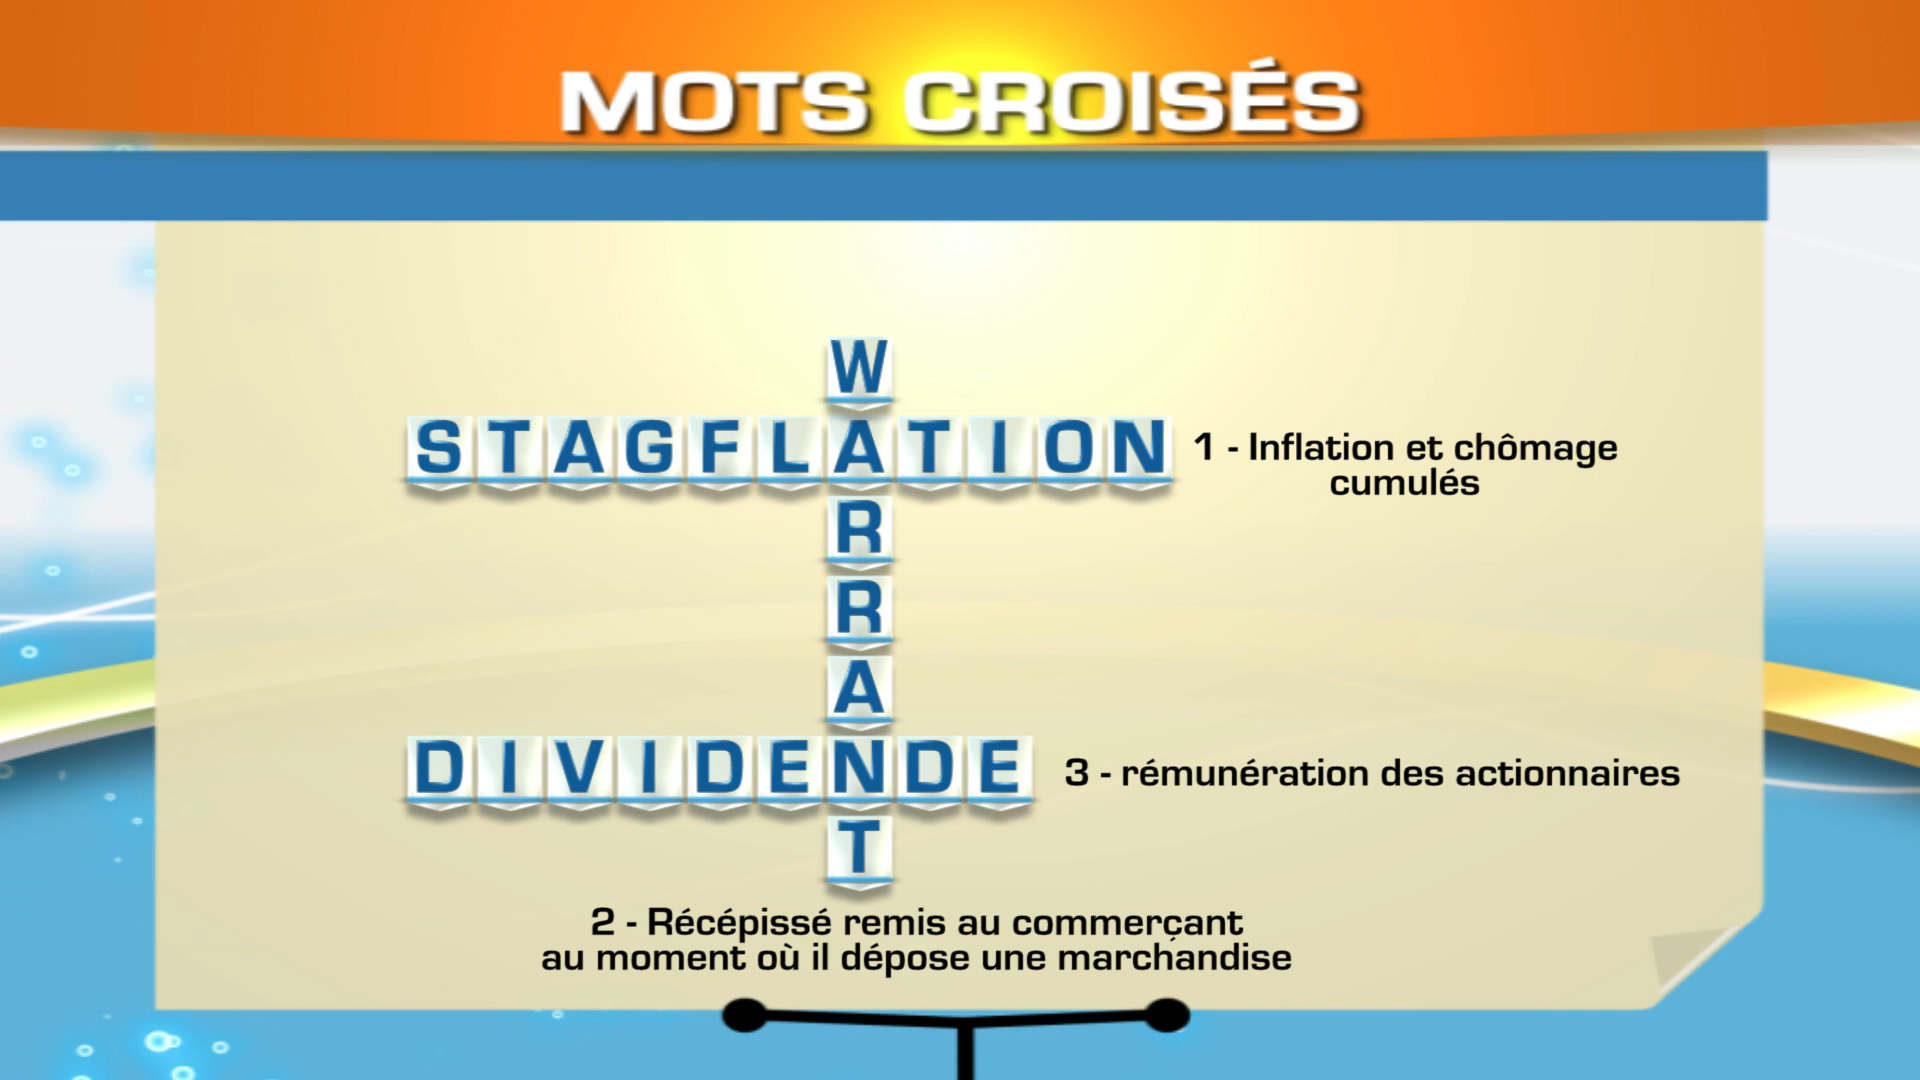 MOTS CROISÉS
WARRANT
STAGFLATION
1 - Inflation et chômage
cumulés
DIVIDENDE
3 - rémunération des actionnaires
2 - Récépissé remis au commerçant
au moment où il dépose une marchandise